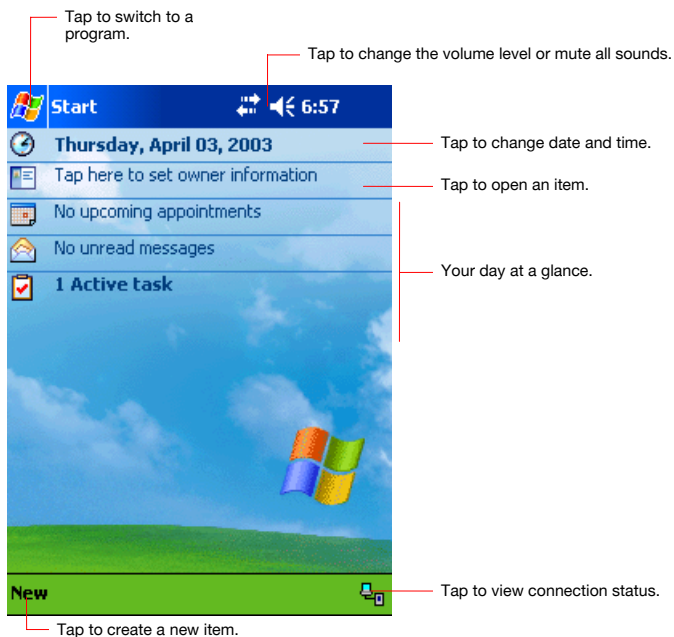 Tap to switch to a
program.
Tap to change the volume level or mute all sounds.
Start 6:57
Thursday, April 03, 2003
Tap to change date and time.
Tap here to set owner information
Tap to open an item.
No upcoming appointments
No unread messages
Your day at a glance.
1 Active task
New
Tap to view connection status.
Tap to create a new item.